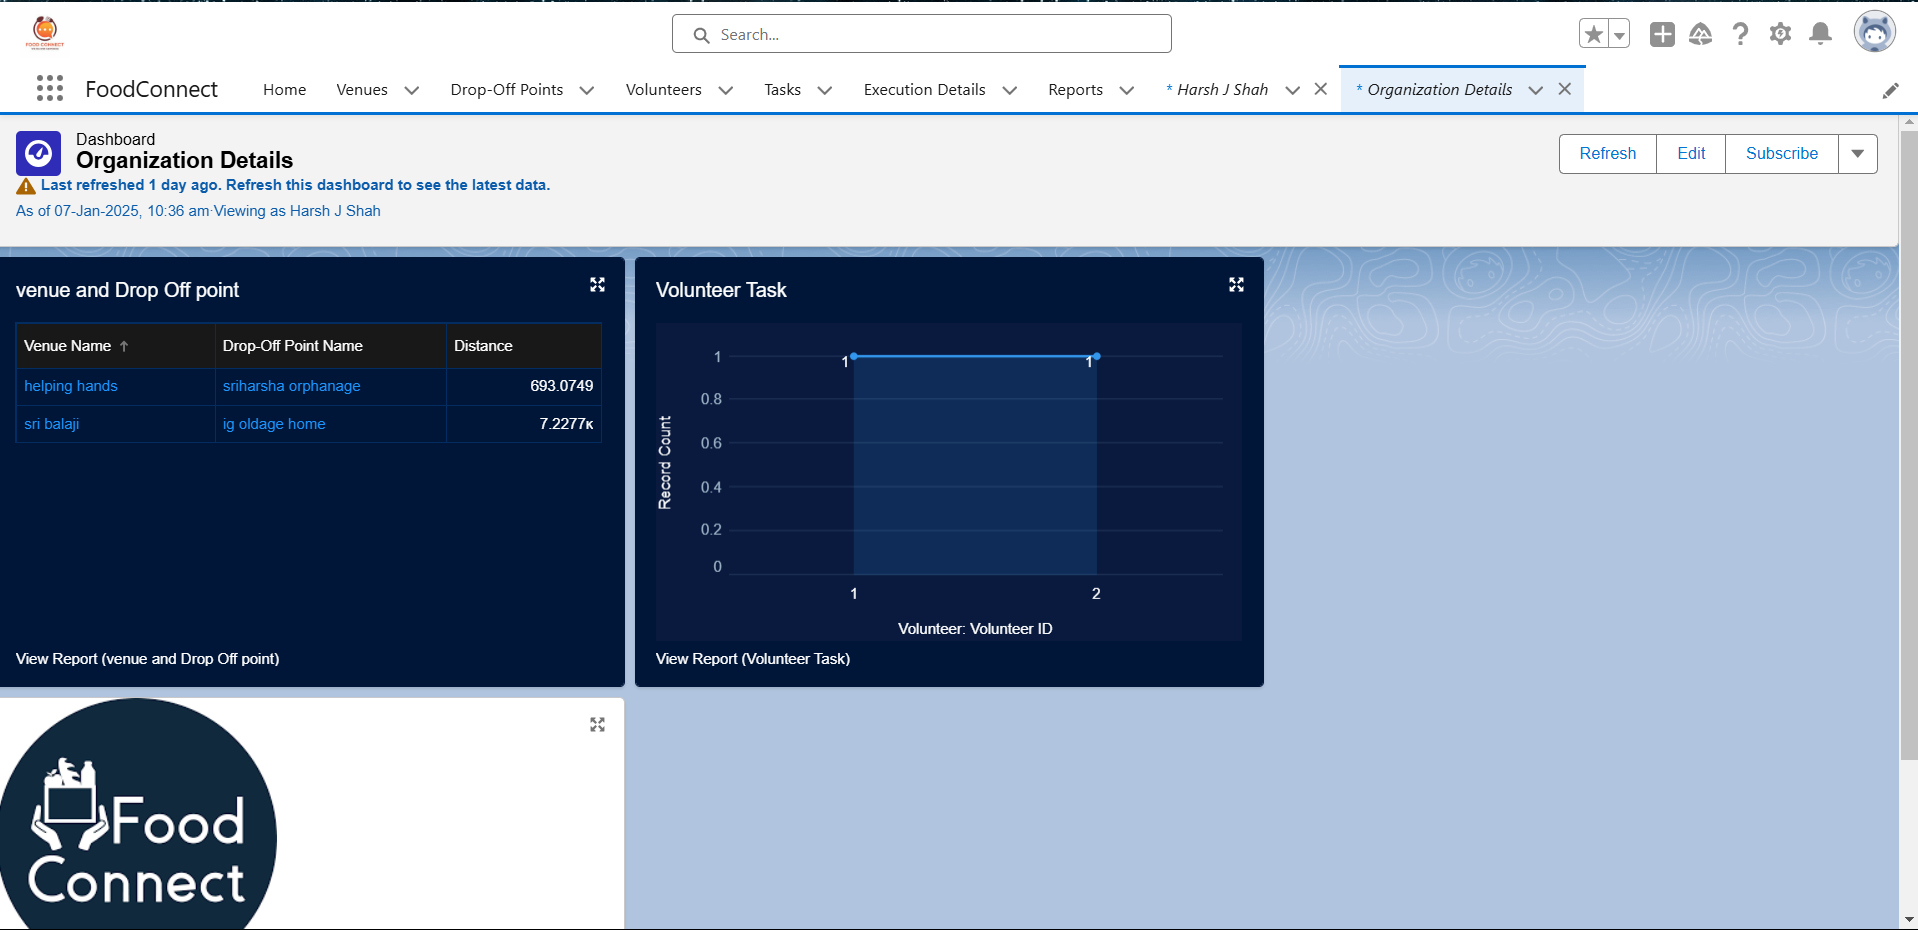 FOOD CONNECT
Search...
FoodConnect
Home
Venues
Drop-Off Points
Volunteers
Tasks
Execution Details
Reports
* Harsh J Shah
* Organization Details
Dashboard
Organization Details
Last refreshed 1 day ago. Refresh this dashboard to see the latest data.
As of 07-Jan-2025, 10:36 am·Viewing as Harsh J Shah
Refresh
Edit
Subscribe
venue and Drop Off point
Venue Name ↑ Drop-Off Point Name Distance
helping hands sriharsha orphanage 693.0749
sri balaji ig oldage home 7.2277K
View Report (venue and Drop Off point)
Volunteer Task
Record Count
1
0.8
0.6
0.4
0.2
0
1 1
1 2
Volunteer: Volunteer ID
View Report (Volunteer Task)
Food
Connect